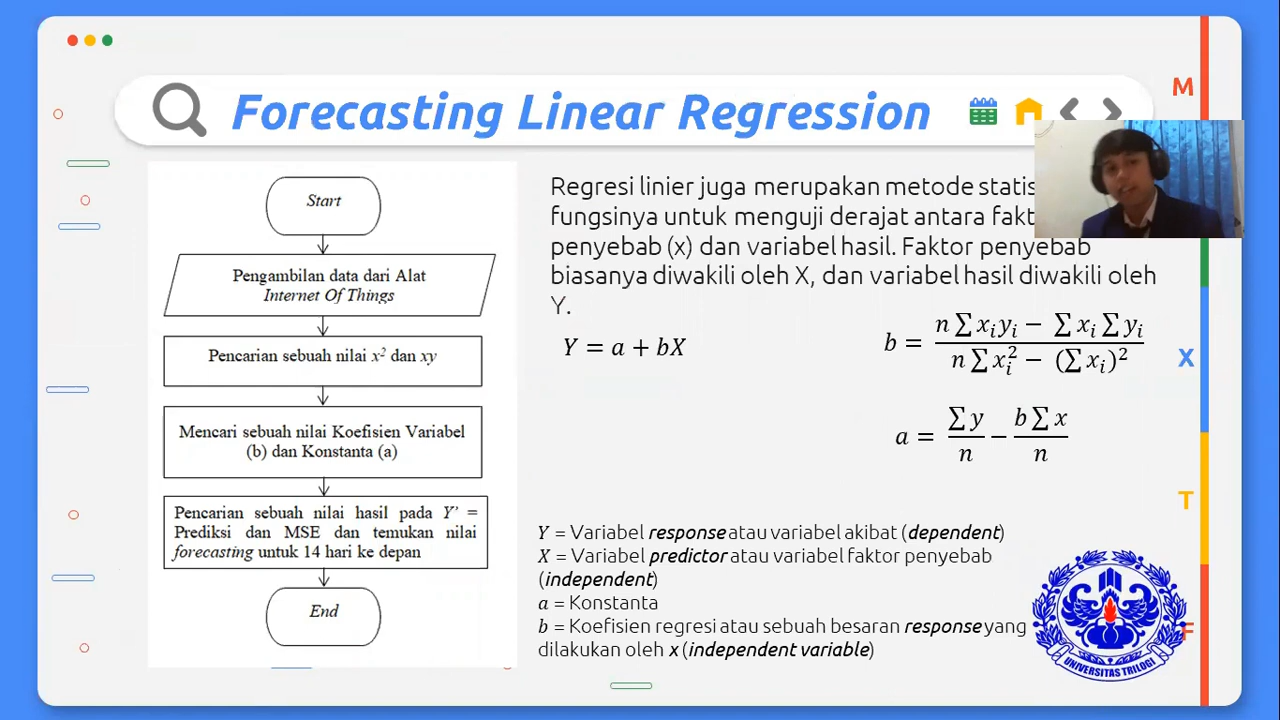 Forecasting Linear Regression
M
Start
Pengambilan data dari Alat
Internet Of Things
Pencarian sebuah nilai x² dan xy
Mencari sebuah nilai Koefisien Variabel
(b) dan Konstanta (a)
Pencarian sebuah nilai hasil pada Y' =
Prediksi dan MSE dan temukan nilai
forecasting untuk 14 hari ke depan
End
Regresi linier juga merupakan metode
fungsinya untuk menguji derajat antara
penyebab (x) dan variabel hasil. Faktor penyebab
biasanya diwakili oleh X, dan variabel hasil diwakili oleh
Y.
Y = a + bX
b = (n ∑ xᵢyᵢ − ∑ xᵢ ∑ yᵢ) / (n ∑ xᵢ² − (∑ xᵢ)²)
a = ∑ y / n − b ∑ x / n
X
T
F
Y = Variabel response atau variabel akibat (dependent)
X = Variabel predictor atau variabel faktor penyebab
(independent)
a = Konstanta
b = Koefisien regresi atau sebuah besaran response yang
dilakukan oleh x (independent variable)
UNIVERSITAS TRILOGI